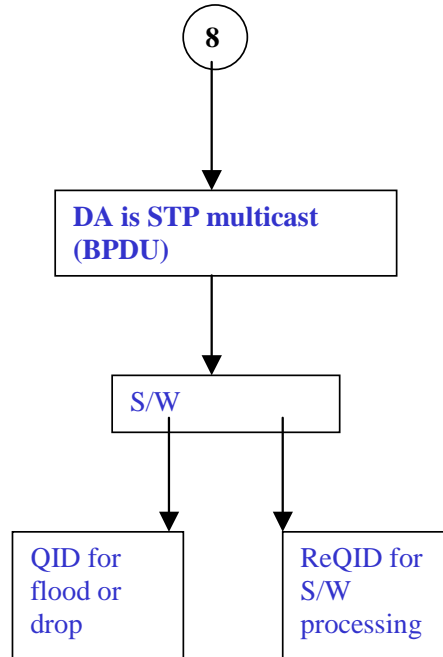 8
DA is STP multicast
(BPDU)
S/W
QID for
flood or
drop
ReQID for
S/W
processing